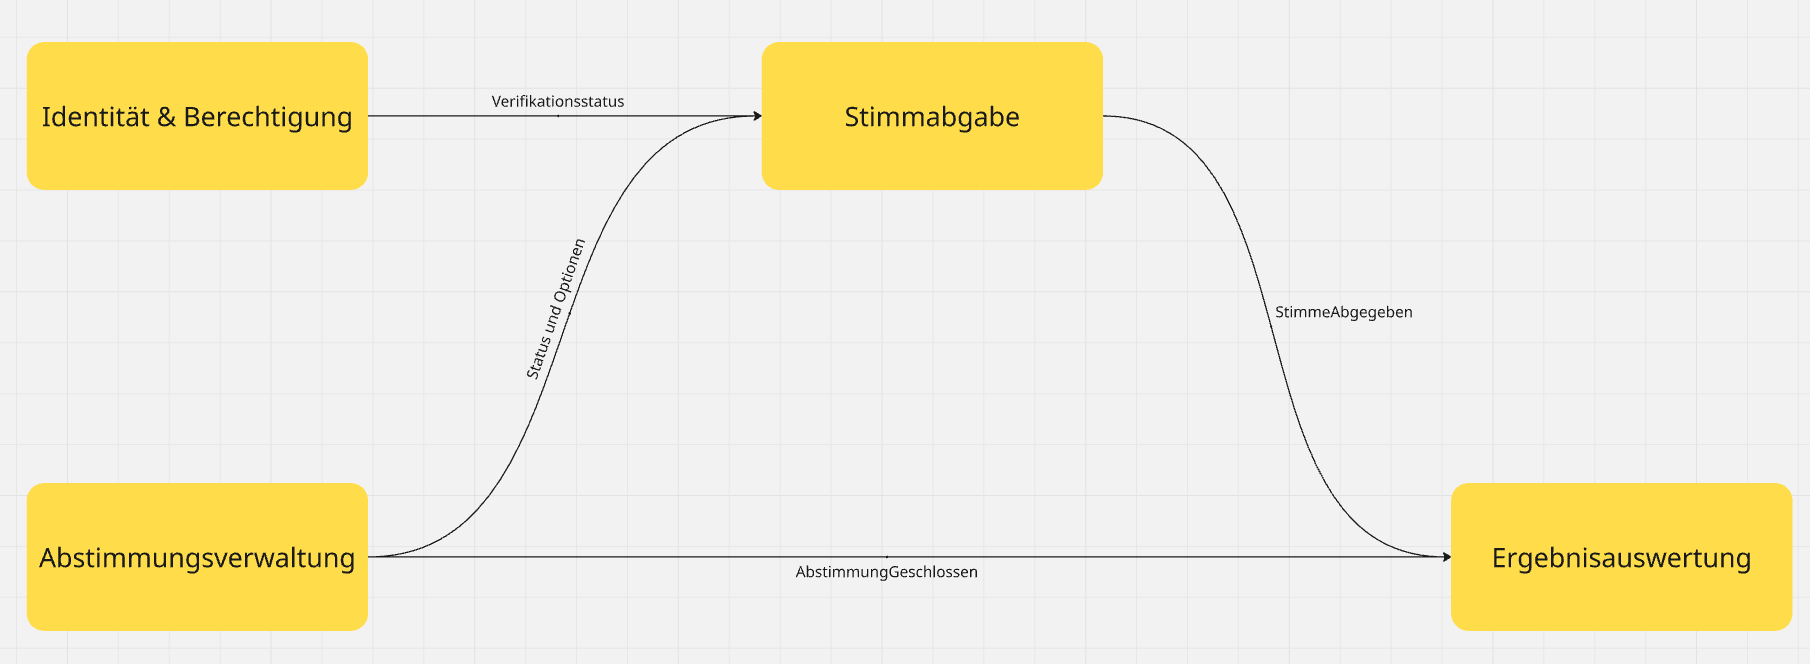 Identität & Berechtigung
Verifikationsstatus
Stimmabgabe
Status und Optionen
StimmeAbgegeben
Abstimmungsverwaltung
AbstimmungGeschlossen
Ergebnisauswertung